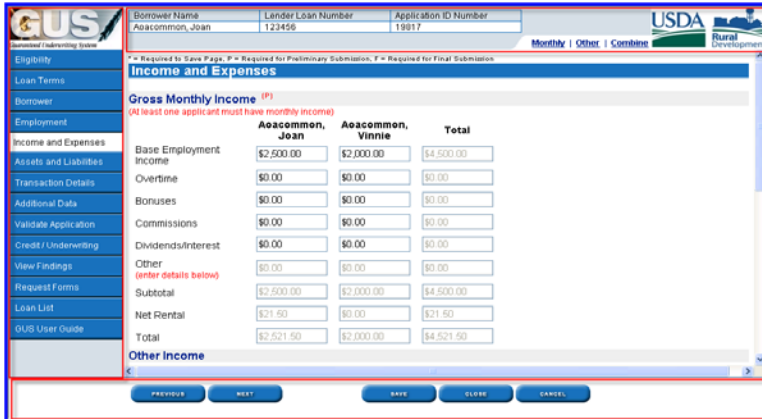 GUS
Guaranteed Underwriting System
Borrower Name Lender Loan Number Application ID Number
Aoacommon, Joan 123456 19817
USDA
Rural
Development
Monthly | Other | Combine
Eligibility
Loan Terms
Borrower
Employment
Income and Expenses
Assets and Liabilities
Transaction Details
Additional Data
Validate Application
Credit / Underwriting
View Findings
Request Forms
Loan List
GUS User Guide
* = Required to Save Page, P = Required for Preliminary Submission, F = Required for Final Submission
Income and Expenses
Gross Monthly Income (P)
(At least one applicant must have monthly income)
Aoacommon, Joan Aoacommon, Vinnie Total
Base Employment Income $2,500.00 $2,000.00 $4,500.00
Overtime $0.00 $0.00 $0.00
Bonuses $0.00 $0.00 $0.00
Commissions $0.00 $0.00 $0.00
Dividends/Interest $0.00 $0.00 $0.00
Other $0.00 $0.00 $0.00
(enter details below)
Subtotal $2,500.00 $2,000.00 $4,500.00
Net Rental $21.50 $0.00 $21.50
Total $2,521.50 $2,000.00 $4,521.50
Other Income
PREVIOUS NEXT SAVE CLOSE CANCEL